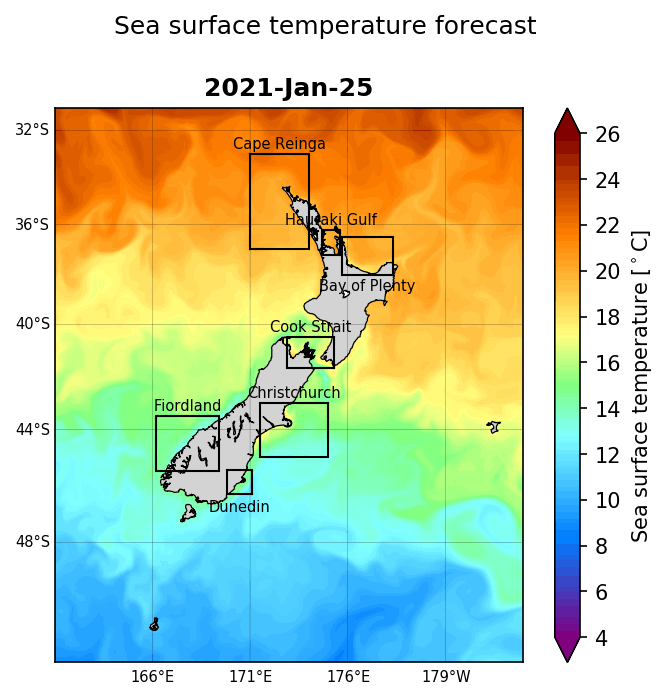 Sea surface temperature forecast
2021-Jan-25
32°S
36°S
40°S
44°S
48°S
Cape Reinga
Hauraki Gulf
Bay of Plenty
Cook Strait
Christchurch
Fiordland
Dunedin
166°E
171°E
176°E
179°W
26
24
22
20
18
16
14
12
10
8
6
4
Sea surface temperature [°C]